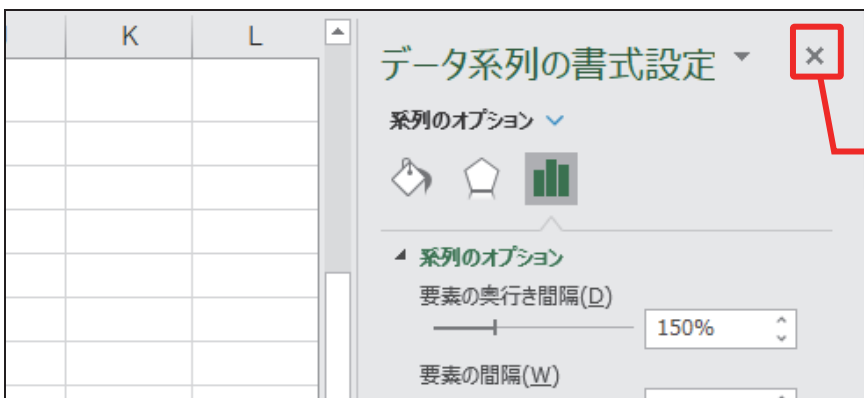 K L
データ系列の書式設定
系列のオプション
系列のオプション
要素の奥行き間隔(D)
150%
要素の間隔(W)